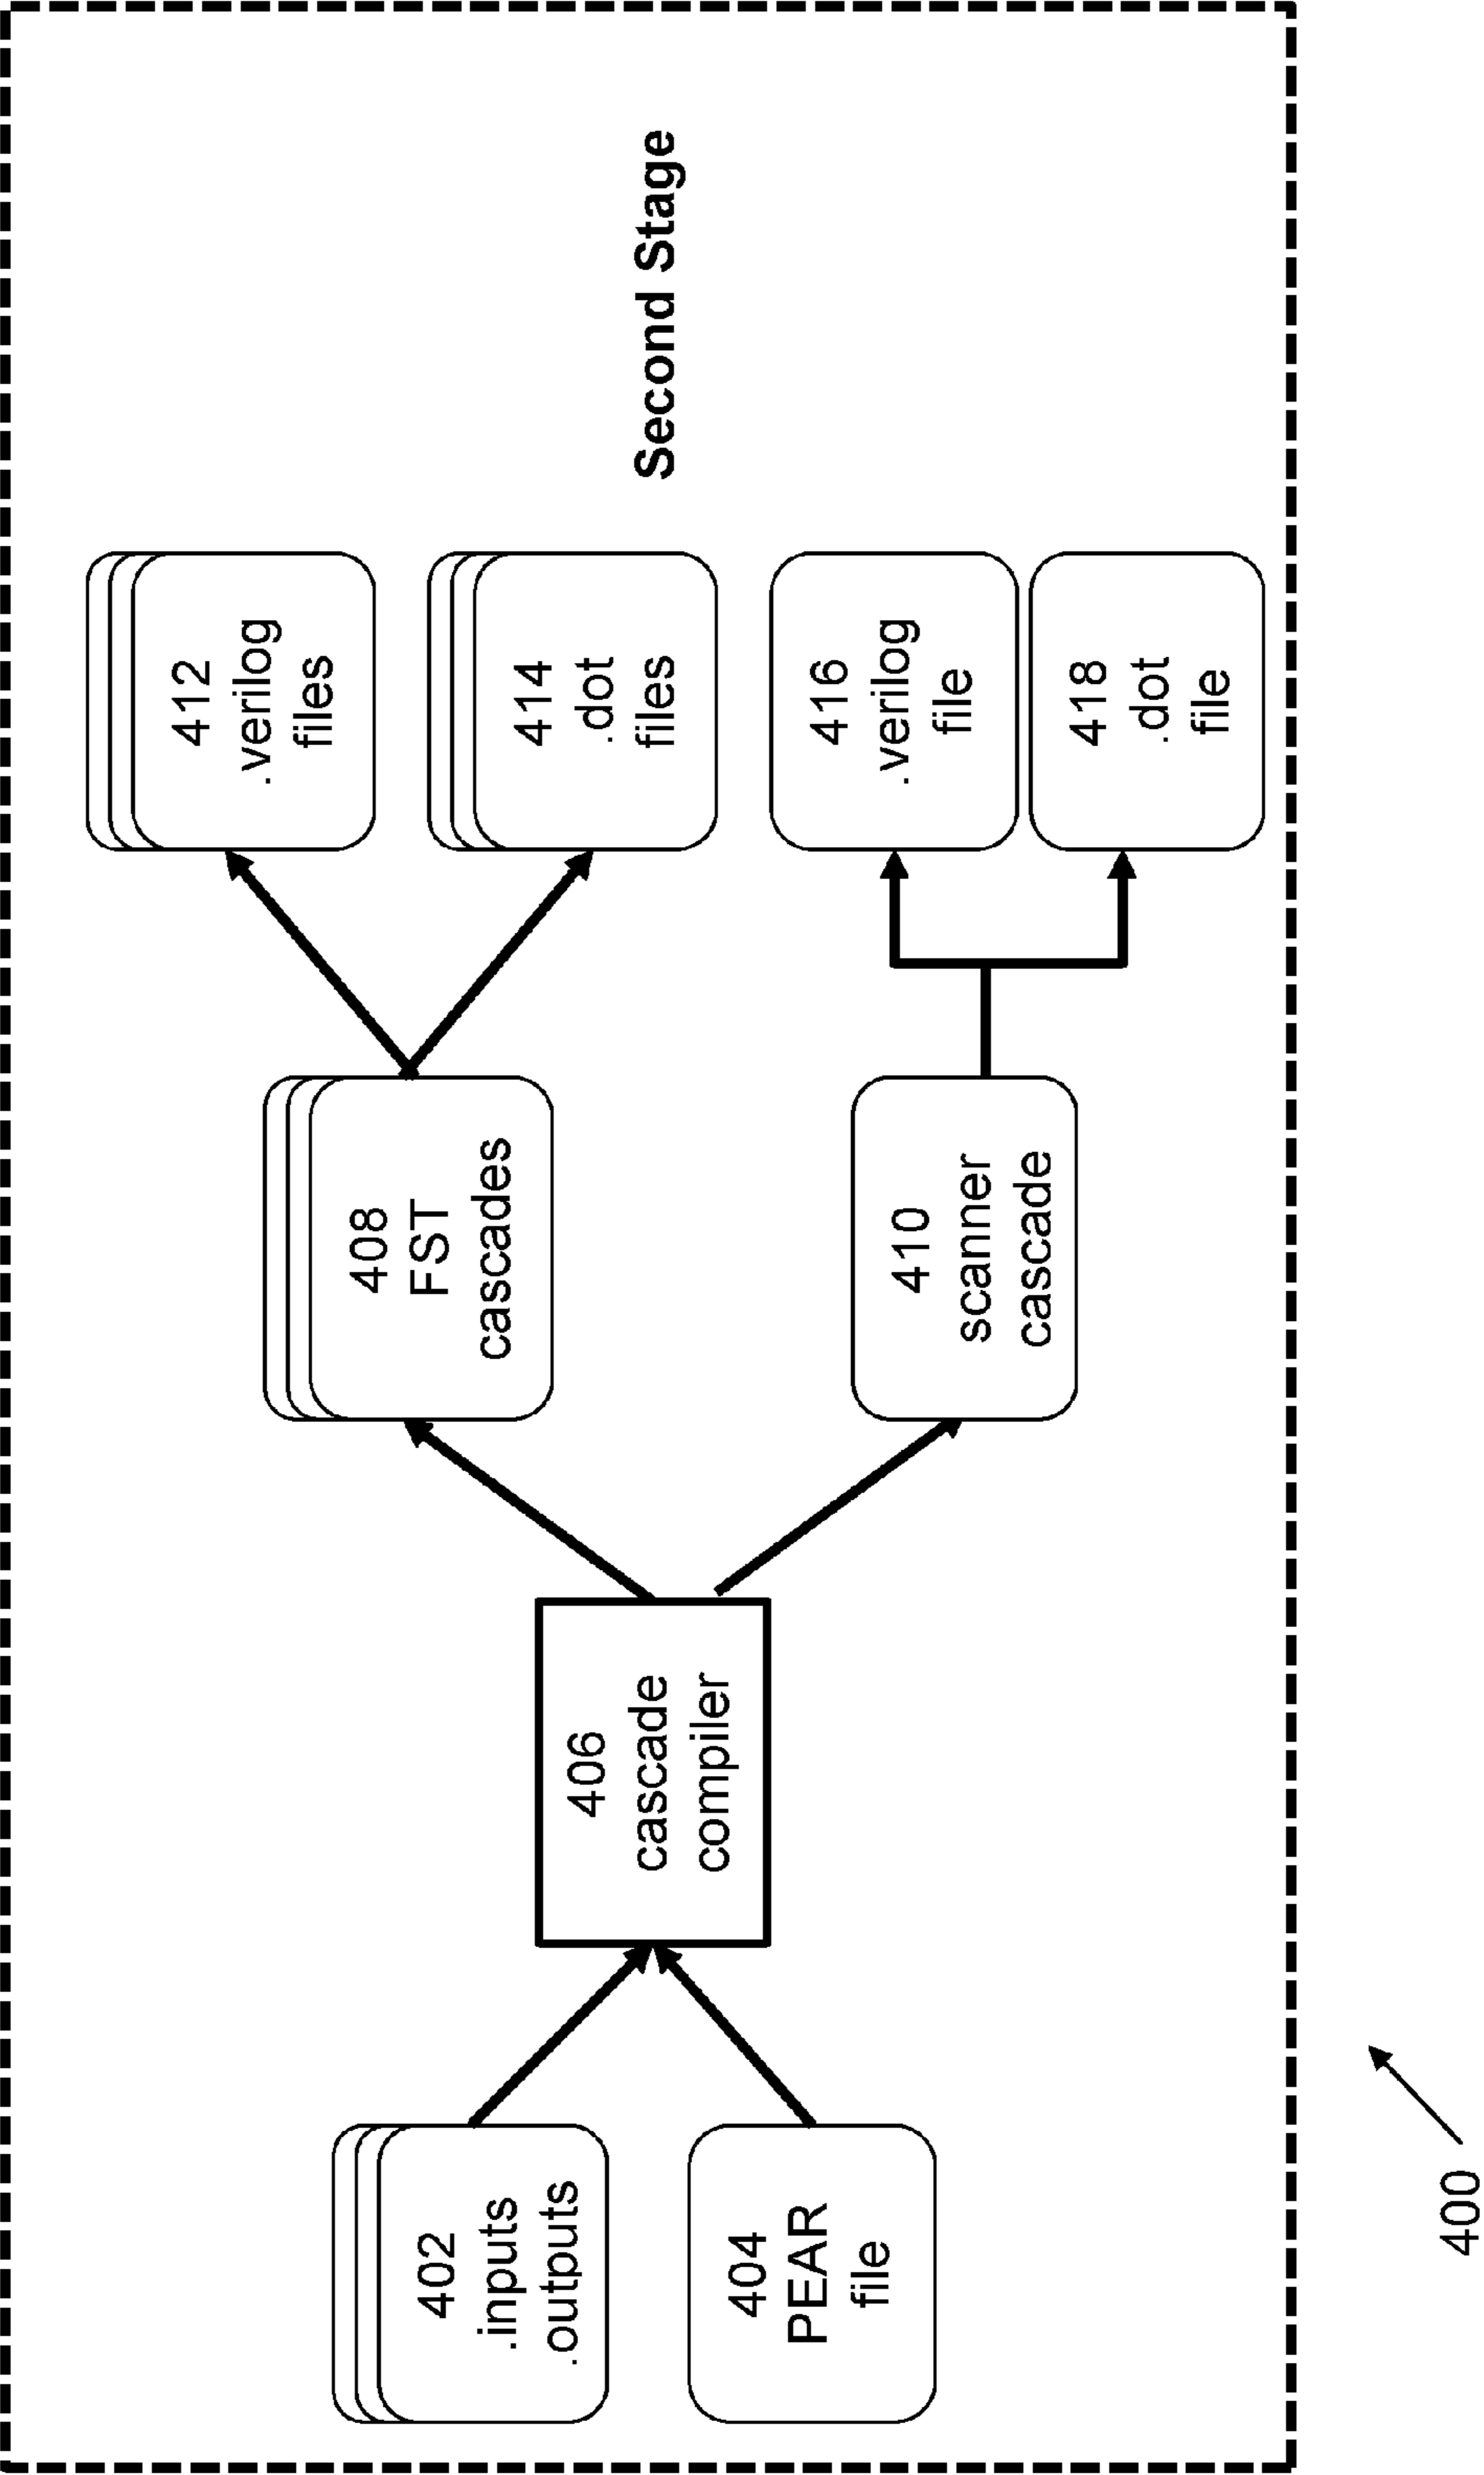 402
.inputs
.outputs
404
PEAR
file
406
cascade
compiler
408
FST
cascades
410
scanner
cascade
412
.verilog
files
414
.dot
files
416
.verilog
file
418
.dot
file
Second Stage
400